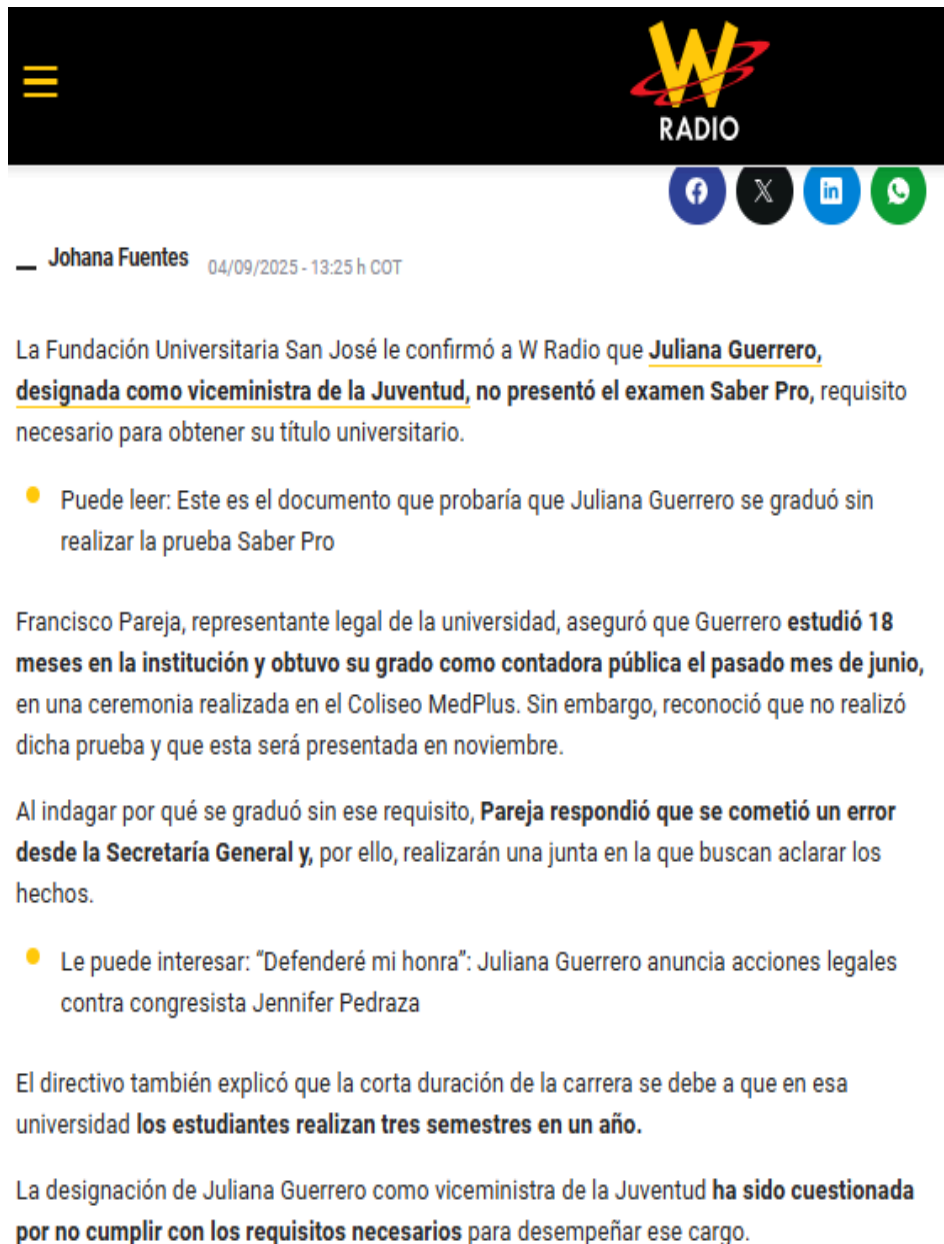 W
RADIO
Johana Fuentes 04/09/2025 - 13:25 h COT
La Fundación Universitaria San José le confirmó a W Radio que Juliana Guerrero,
designada como viceministra de la Juventud, no presentó el examen Saber Pro, requisito
necesario para obtener su título universitario.
Puede leer: Este es el documento que probaría que Juliana Guerrero se graduó sin
realizar la prueba Saber Pro
Francisco Pareja, representante legal de la universidad, aseguró que Guerrero estudió 18
meses en la institución y obtuvo su grado como contadora pública el pasado mes de junio,
en una ceremonia realizada en el Coliseo MedPlus. Sin embargo, reconoció que no realizó
dicha prueba y que esta será presentada en noviembre.
Al indagar por qué se graduó sin ese requisito, Pareja respondió que se cometió un error
desde la Secretaría General y, por ello, realizarán una junta en la que buscan aclarar los
hechos.
Le puede interesar: “Defenderé mi honra”: Juliana Guerrero anuncia acciones legales
contra congresista Jennifer Pedraza
El directivo también explicó que la corta duración de la carrera se debe a que en esa
universidad los estudiantes realizan tres semestres en un año.
La designación de Juliana Guerrero como viceministra de la Juventud ha sido cuestionada
por no cumplir con los requisitos necesarios para desempeñar ese cargo.